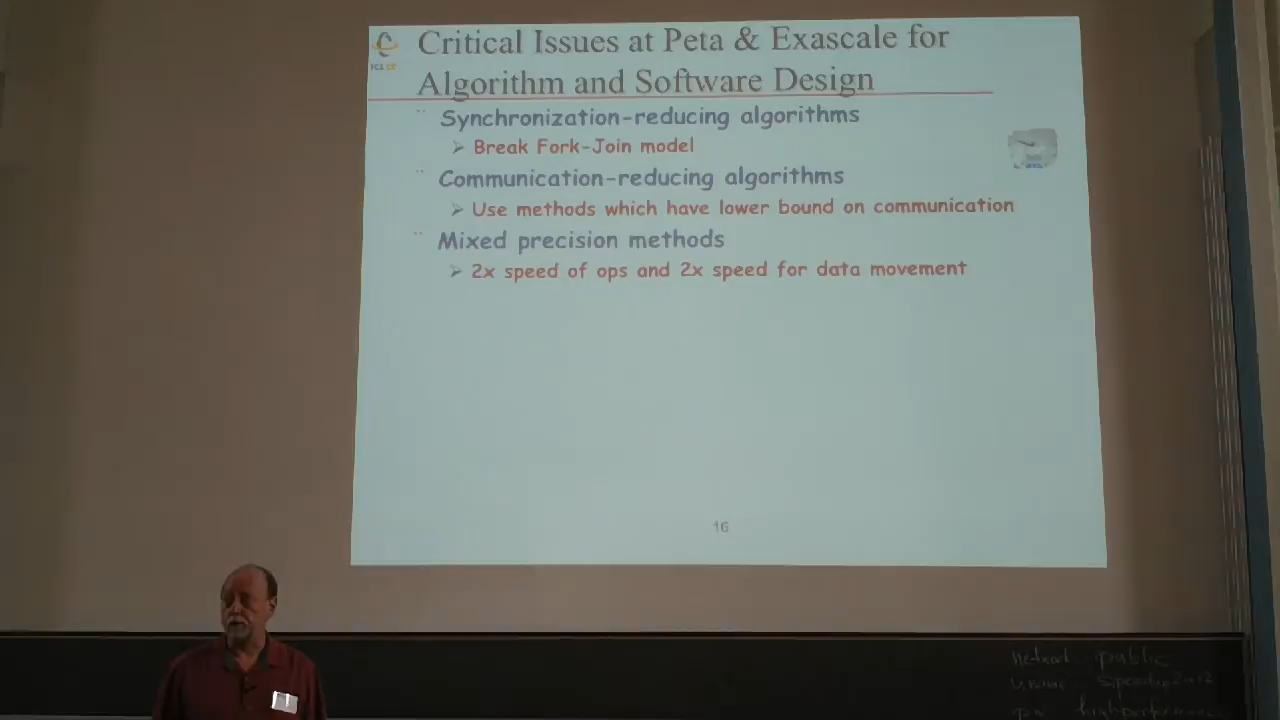 Critical Issues at Peta & Exascale for
Algorithm and Software Design
Synchronization-reducing algorithms
➢ Break Fork-Join model
Communication-reducing algorithms
➢ Use methods which have lower bound on communication
Mixed precision methods
➢ 2x speed of ops and 2x speed for data movement
16
public